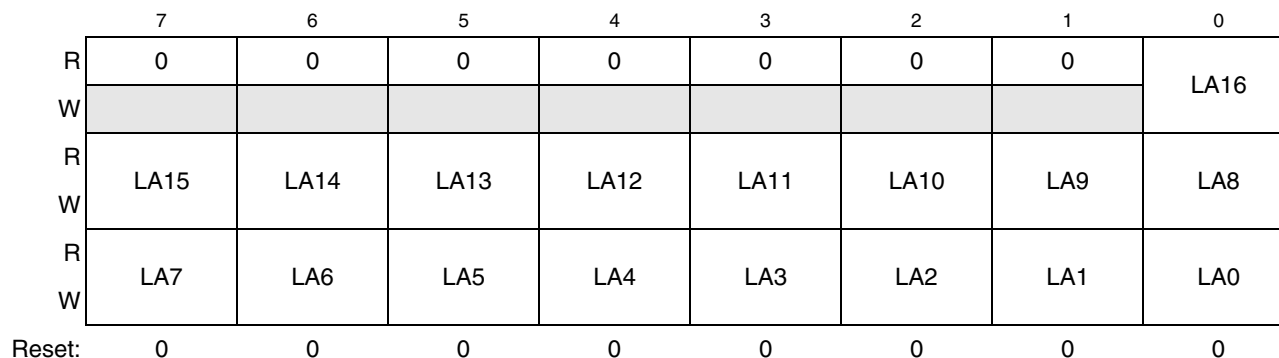 7 6 5 4 3 2 1 0
R 0 0 0 0 0 0 0 LA16
W
R LA15 LA14 LA13 LA12 LA11 LA10 LA9 LA8
W
R LA7 LA6 LA5 LA4 LA3 LA2 LA1 LA0
W
Reset: 0 0 0 0 0 0 0 0